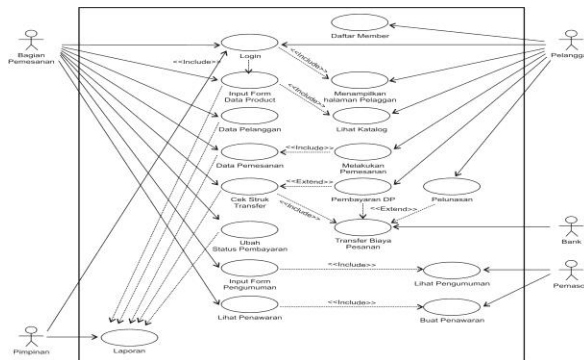 Daftar Member
Bagian
Pemesanan
Login
Pelangga
<<Include>>
<<Include>>
Input Form
Data Product
<<Include>>
Menampilkan
halaman Pelaggan
Data Pelanggan
Lihat Katalog
<<Include>>
Data Pemesanan
Melakukan
Pemesanan
<<Extend>>
Cek Struk
Transfer
Pembayaran DP
Pelunasan
<<Include>>
<<Extend>>
Ubah
Status Pembayaran
Transfer Biaya
Pesanan
Bank
<<Include>>
Input Form
Pengumuman
Lihat Pengumuman
Pemaso
<<Include>>
Lihat Penawaran
Buat Penawaran
Pimpinan
Laporan